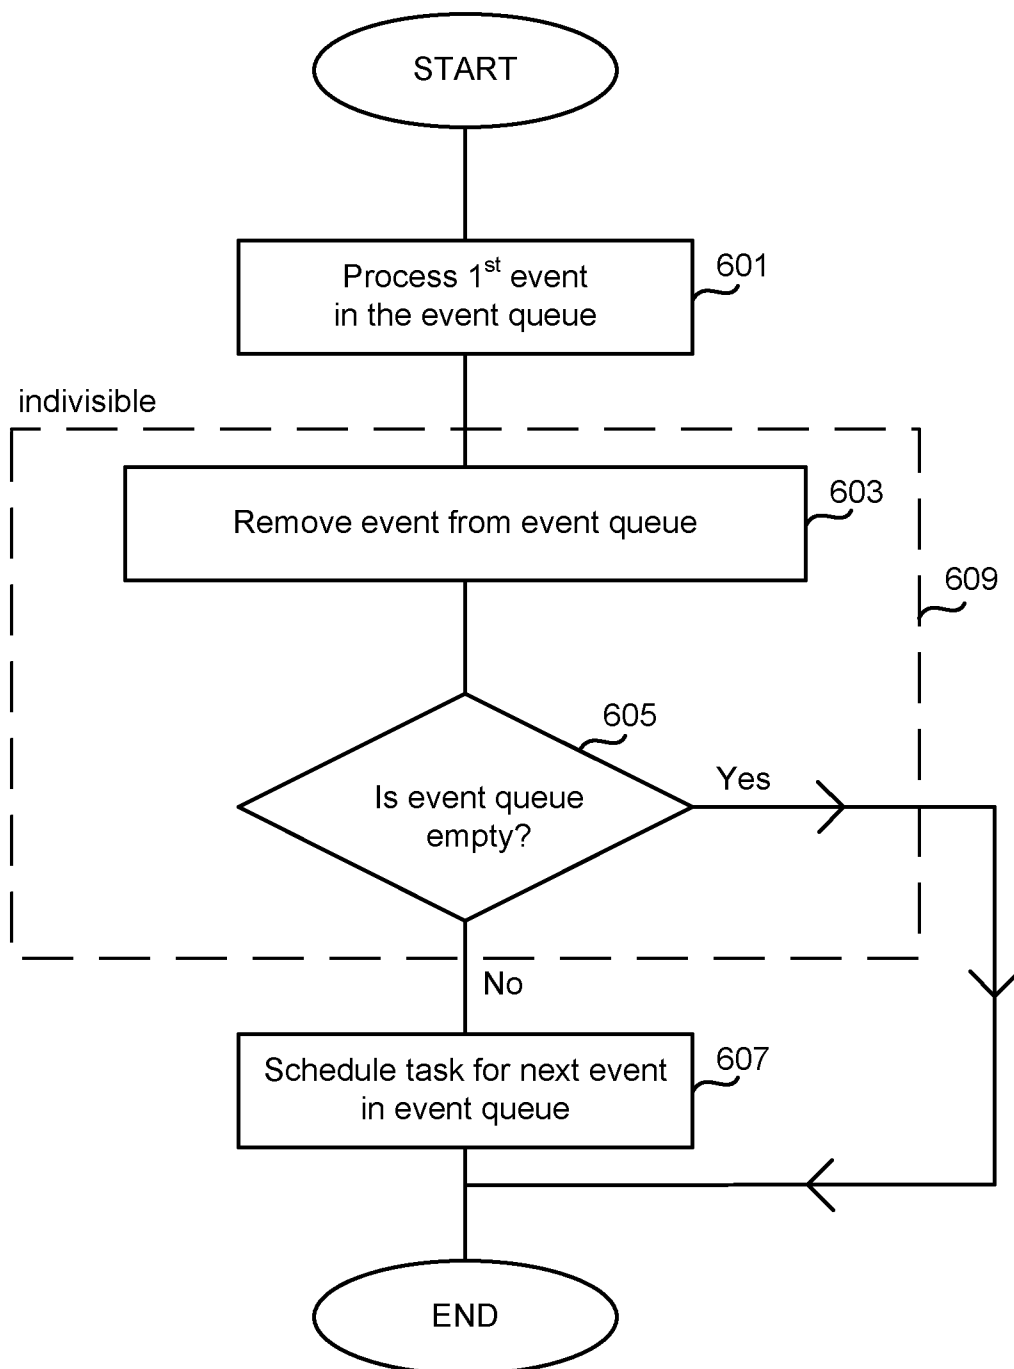 START
Process 1st event
in the event queue
601
indivisible
Remove event from event queue
603
609
605
Is event queue
empty?
Yes
No
Schedule task for next event
in event queue
607
END